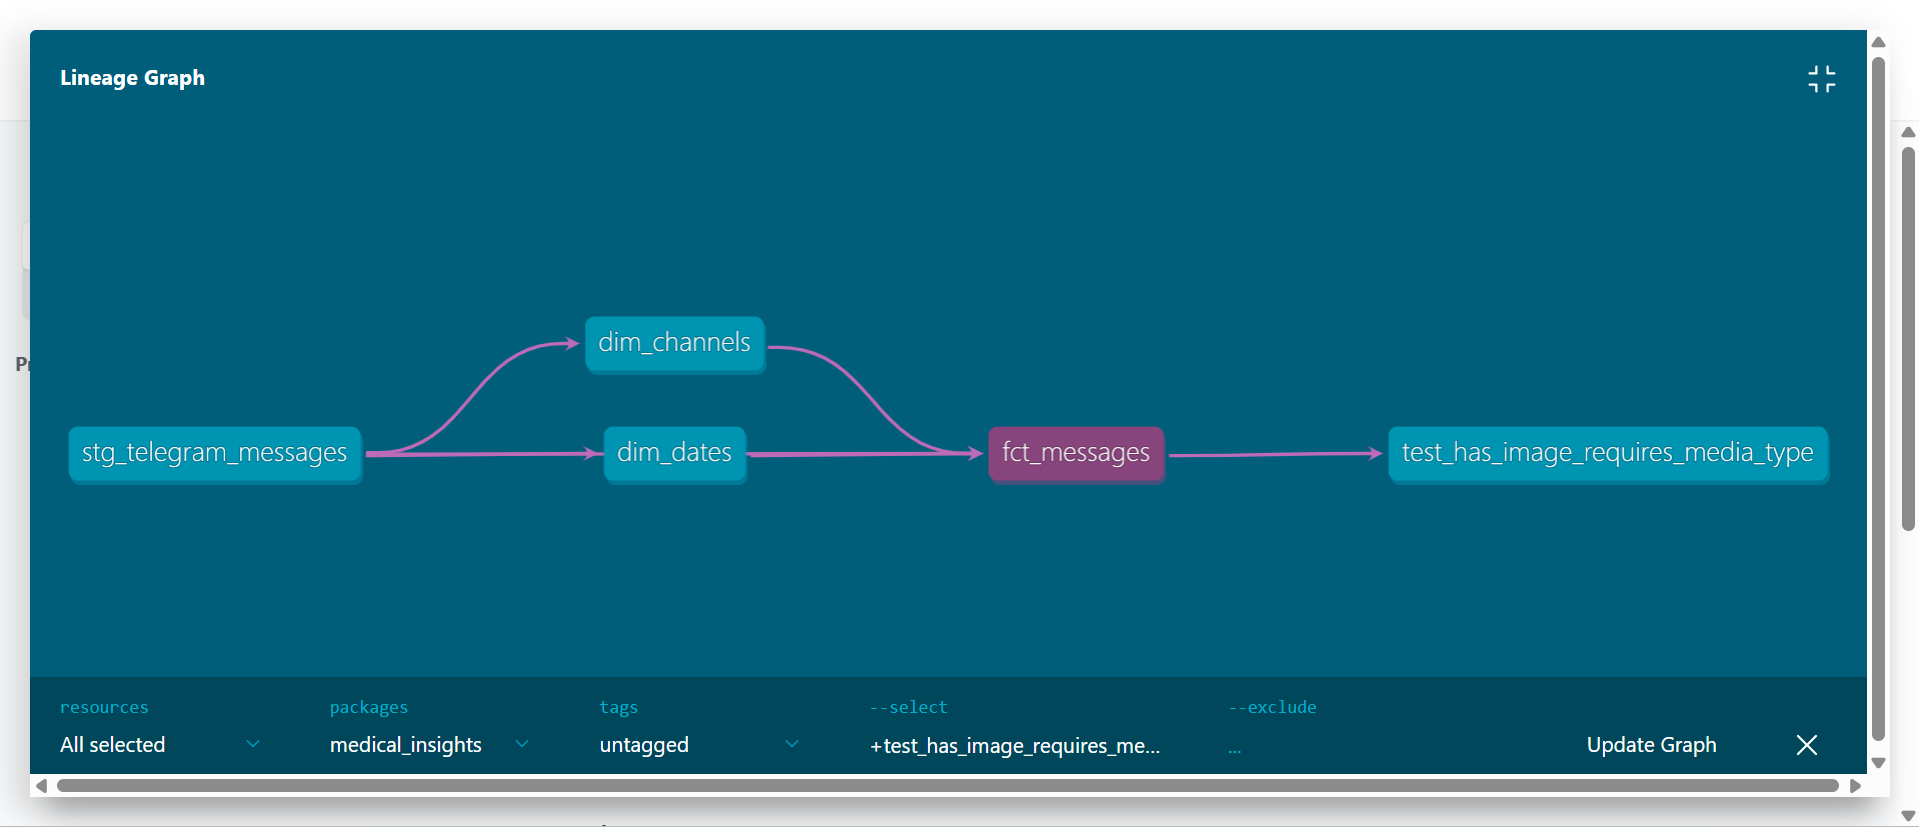 Lineage Graph
dim_channels
stg_telegram_messages
dim_dates
fct_messages
test_has_image_requires_media_type
resources
packages
tags
--select
--exclude
All selected
medical_insights
untagged
+test_has_image_requires_me...
...
Update Graph